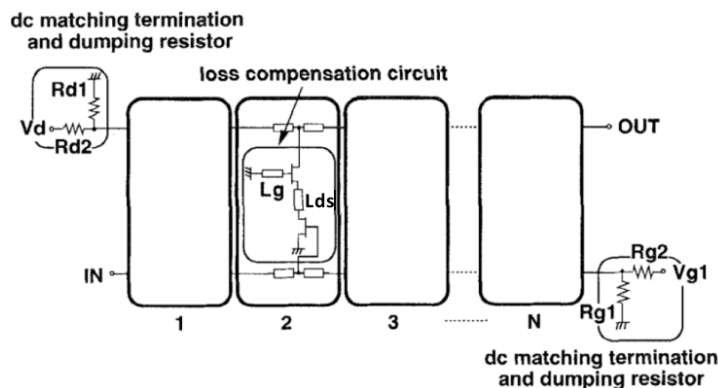 dc matching termination
and dumping resistor
loss compensation circuit
Rd1
Vd
Rd2
OUT
Lg
Lds
IN
Rg2
Vg1
Rg1
1
2
3
N
dc matching termination
and dumping resistor